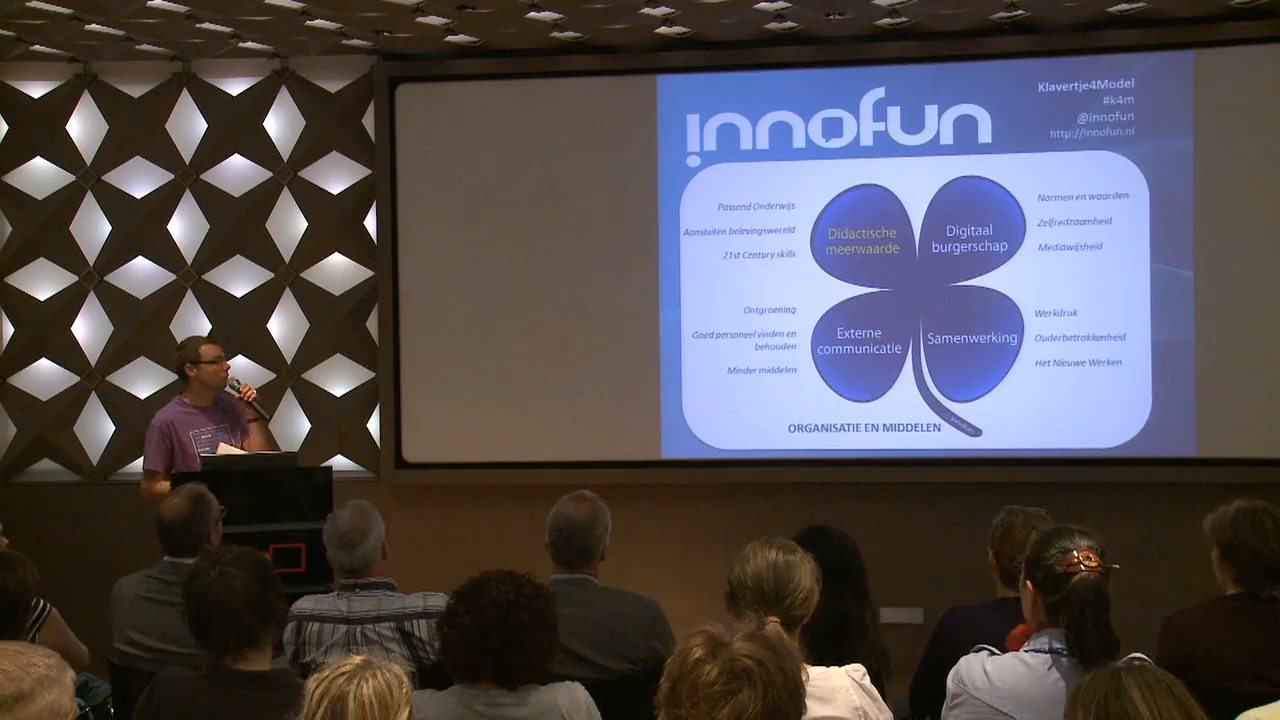 innofun
Klavertje4Model
#k4m
@innofun
http://innofun.nl
Passend Onderwijs
Aansluiten belevingswereld
21st Century skills
Didactische
meerwaarde
Digitaal
burgerschap
Normen en waarden
Zelfredzaamheid
Mediawijsheid
Ontgroening
Goed personeel vinden en
behouden
Minder middelen
Externe
communicatie
Samenwerking
Werkdruk
Ouderbetrokkenheid
Het Nieuwe Werken
ORGANISATIE EN MIDDELEN
innofun